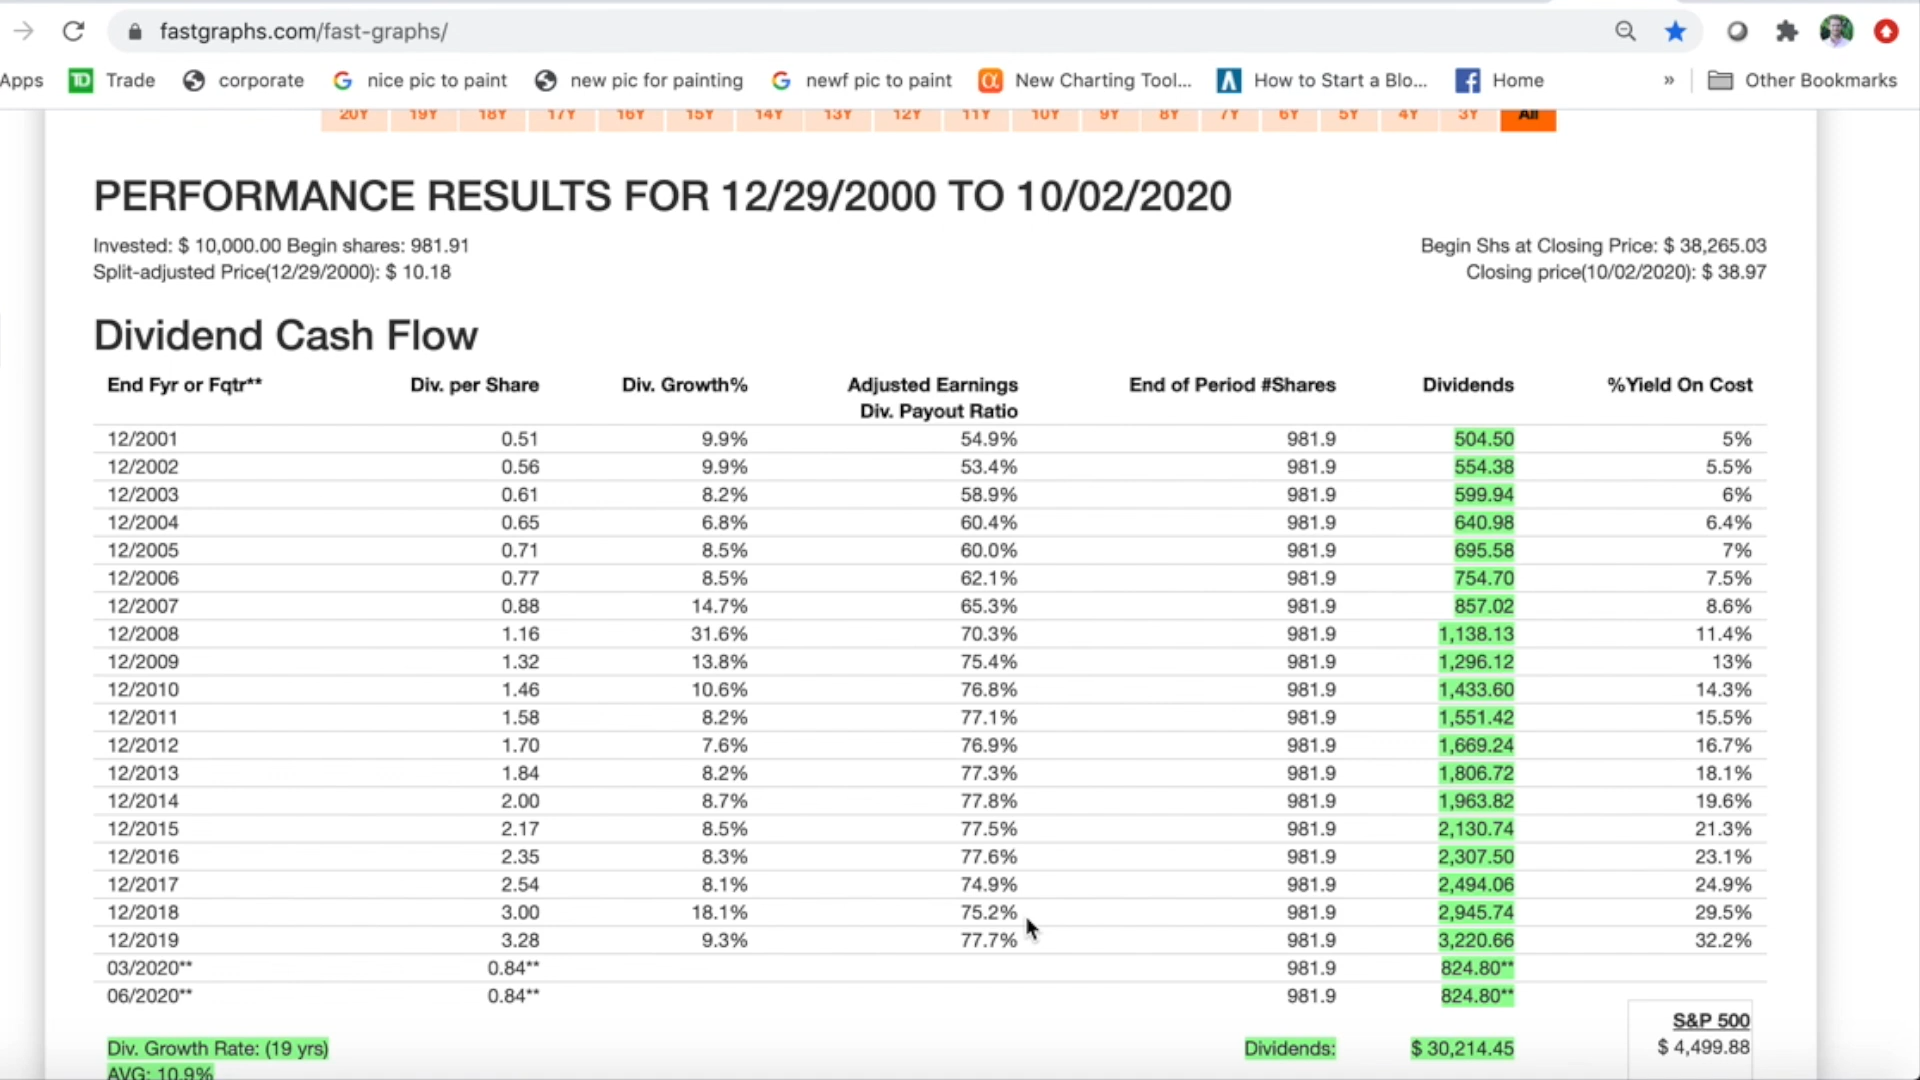 fastgraphs.com/fast-graphs/
Apps Trade corporate nice pic to paint new pic for painting newf pic to paint New Charting Tool... How to Start a Blo... Home » Other Bookmarks
20Y 19Y 18Y 17Y 16Y 15Y 14Y 13Y 12Y 11Y 10Y 9Y 8Y 7Y 6Y 5Y 4Y 3Y All
PERFORMANCE RESULTS FOR 12/29/2000 TO 10/02/2020
Invested: $ 10,000.00 Begin shares: 981.91 Begin Shs at Closing Price: $ 38,265.03
Split-adjusted Price(12/29/2000): $ 10.18 Closing price(10/02/2020): $ 38.97
Dividend Cash Flow
End Fyr or Fqtr** Div. per Share Div. Growth% Adjusted Earnings End of Period #Shares Dividends %Yield On Cost
Div. Payout Ratio
12/2001 0.51 9.9% 54.9% 981.9 504.50 5%
12/2002 0.56 9.9% 53.4% 981.9 554.38 5.5%
12/2003 0.61 8.2% 58.9% 981.9 599.94 6%
12/2004 0.65 6.8% 60.4% 981.9 640.98 6.4%
12/2005 0.71 8.5% 60.0% 981.9 695.58 7%
12/2006 0.77 8.5% 62.1% 981.9 754.70 7.5%
12/2007 0.88 14.7% 65.3% 981.9 857.02 8.6%
12/2008 1.16 31.6% 70.3% 981.9 1,138.13 11.4%
12/2009 1.32 13.8% 75.4% 981.9 1,296.12 13%
12/2010 1.46 10.6% 76.8% 981.9 1,433.60 14.3%
12/2011 1.58 8.2% 77.1% 981.9 1,551.42 15.5%
12/2012 1.70 7.6% 76.9% 981.9 1,669.24 16.7%
12/2013 1.84 8.2% 77.3% 981.9 1,806.72 18.1%
12/2014 2.00 8.7% 77.8% 981.9 1,963.82 19.6%
12/2015 2.17 8.5% 77.5% 981.9 2,130.74 21.3%
12/2016 2.35 8.3% 77.6% 981.9 2,307.50 23.1%
12/2017 2.54 8.1% 74.9% 981.9 2,494.06 24.9%
12/2018 3.00 18.1% 75.2% 981.9 2,945.74 29.5%
12/2019 3.28 9.3% 77.7% 981.9 3,220.66 32.2%
03/2020** 0.84** 981.9 824.80**
06/2020** 0.84** 981.9 824.80**
S&P 500
Div. Growth Rate: (19 yrs) Dividends: $ 30,214.45 $ 4,499.88
AVG: 10.9%